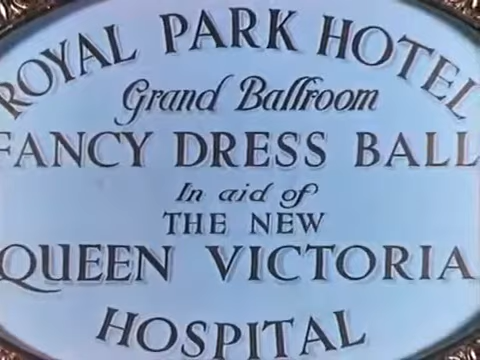 ROYAL PARK HOTEL
Grand Ballroom
FANCY DRESS BALL
In aid of
THE NEW
QUEEN VICTORIA
HOSPITAL